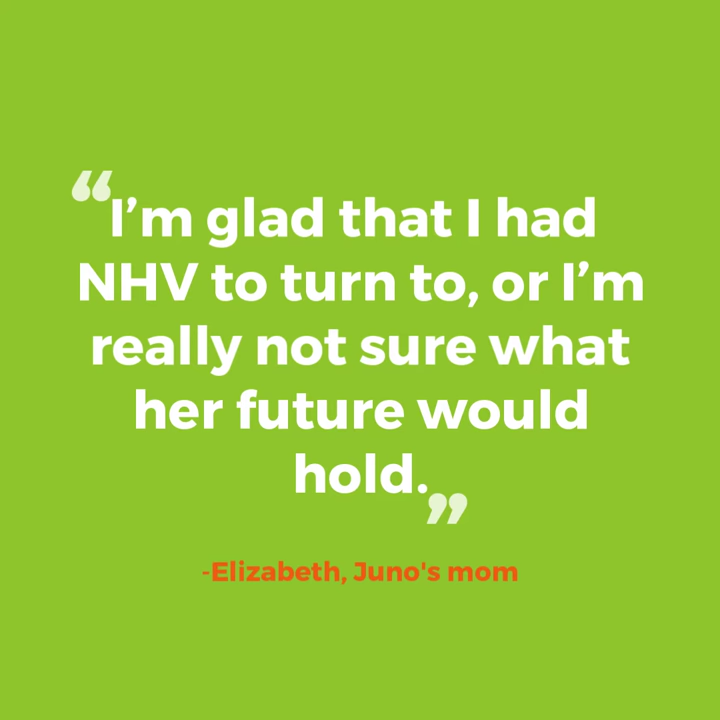 “I’m glad that I had
NHV to turn to, or I’m
really not sure what
her future would
hold.”
-Elizabeth, Juno's mom